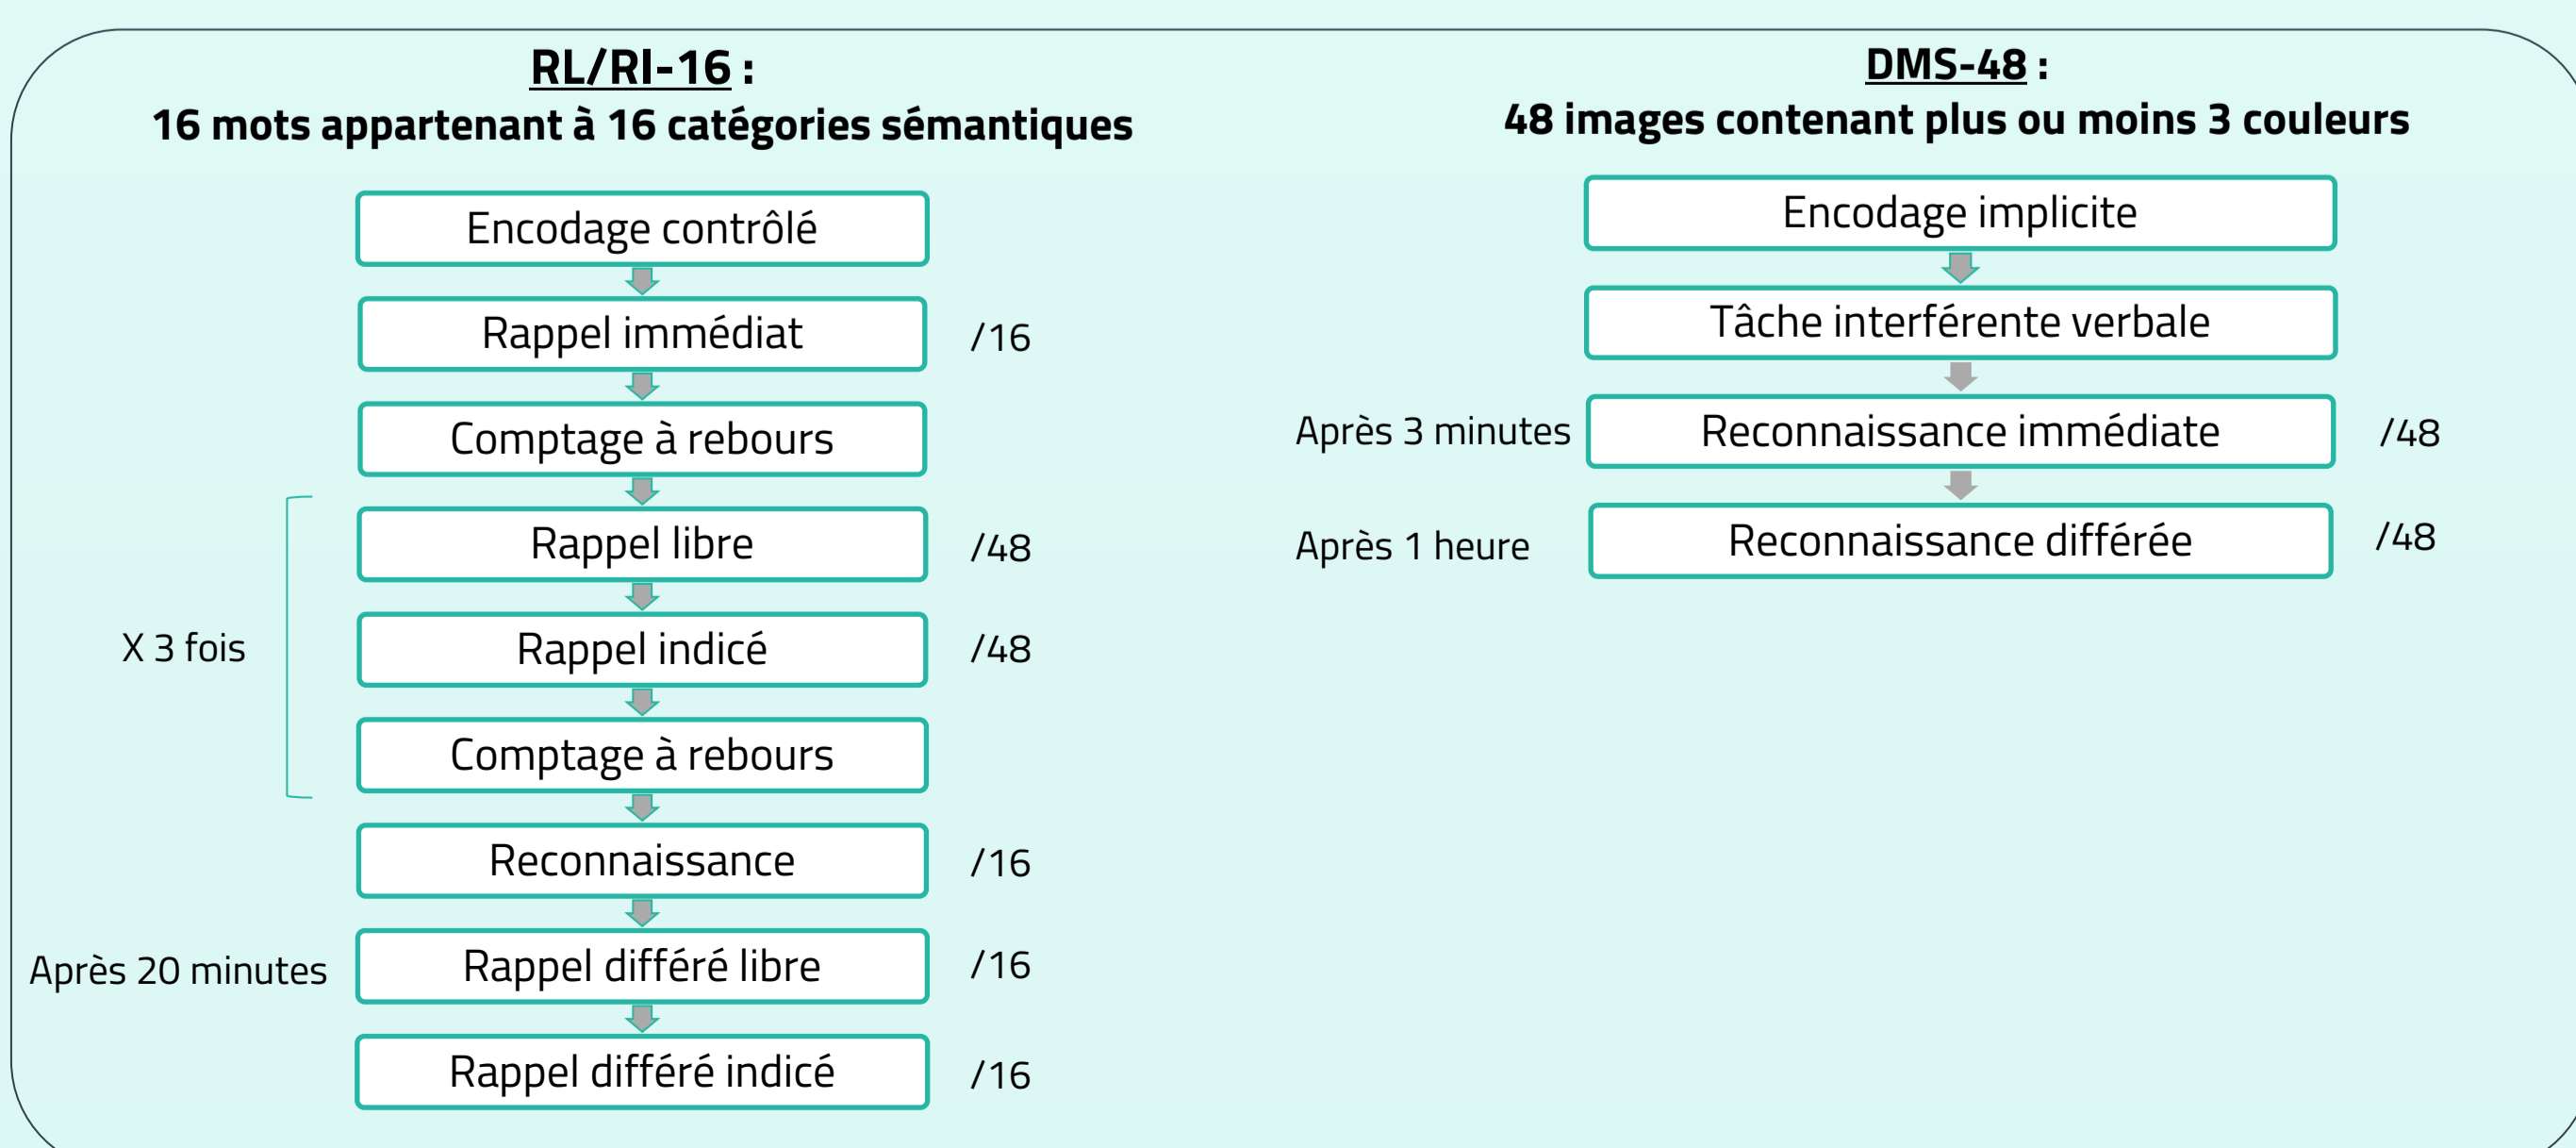 RL/RI-16 :
16 mots appartenant à 16 catégories sémantiques
Encodage contrôlé
Rappel immédiat
/16
Comptage à rebours
Rappel libre
/48
X 3 fois
Rappel indicé
/48
Comptage à rebours
Reconnaissance
/16
Après 20 minutes
Rappel différé libre
/16
Rappel différé indicé
/16
DMS-48 :
48 images contenant plus ou moins 3 couleurs
Encodage implicite
Tâche interférente verbale
Après 3 minutes
Reconnaissance immédiate
/48
Après 1 heure
Reconnaissance différée
/48